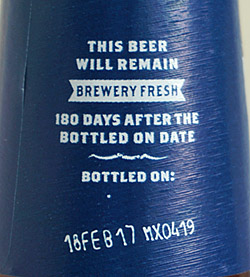 THIS BEER
WILL REMAIN
BREWERY FRESH
180 DAYS AFTER THE
BOTTLED ON DATE
BOTTLED ON:
18FEB17 MX0419